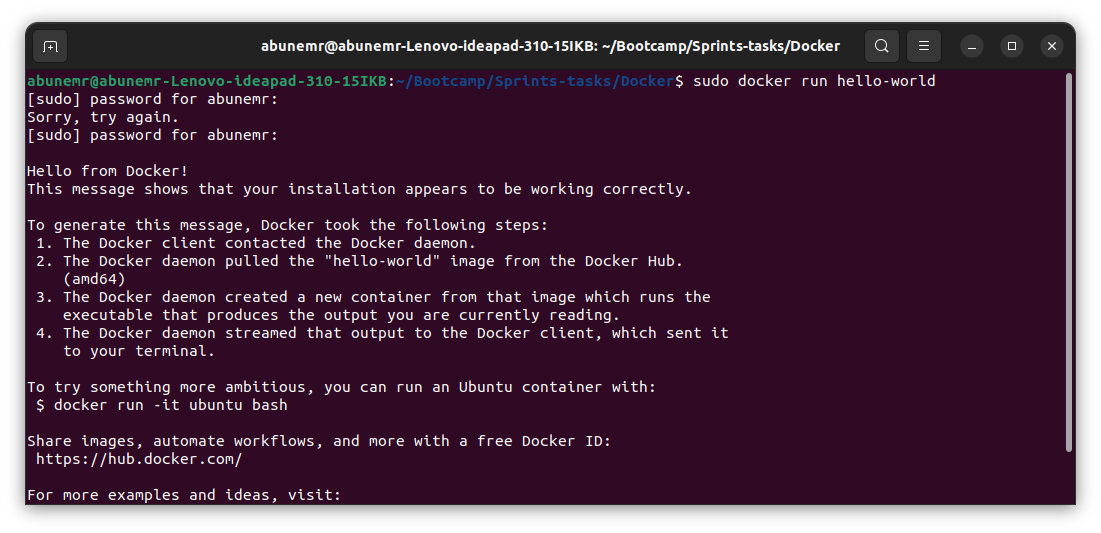 abunemr@abunemr-Lenovo-ideapad-310-15IKB: ~/Bootcamp/Sprints-tasks/Docker
abunemr@abunemr-Lenovo-ideapad-310-15IKB:~/Bootcamp/Sprints-tasks/Docker$ sudo docker run hello-world
[sudo] password for abunemr:
Sorry, try again.
[sudo] password for abunemr:

Hello from Docker!
This message shows that your installation appears to be working correctly.

To generate this message, Docker took the following steps:
 1. The Docker client contacted the Docker daemon.
 2. The Docker daemon pulled the "hello-world" image from the Docker Hub.
    (amd64)
 3. The Docker daemon created a new container from that image which runs the
    executable that produces the output you are currently reading.
 4. The Docker daemon streamed that output to the Docker client, which sent it
    to your terminal.

To try something more ambitious, you can run an Ubuntu container with:
 $ docker run -it ubuntu bash

Share images, automate workflows, and more with a free Docker ID:
 https://hub.docker.com/

For more examples and ideas, visit: